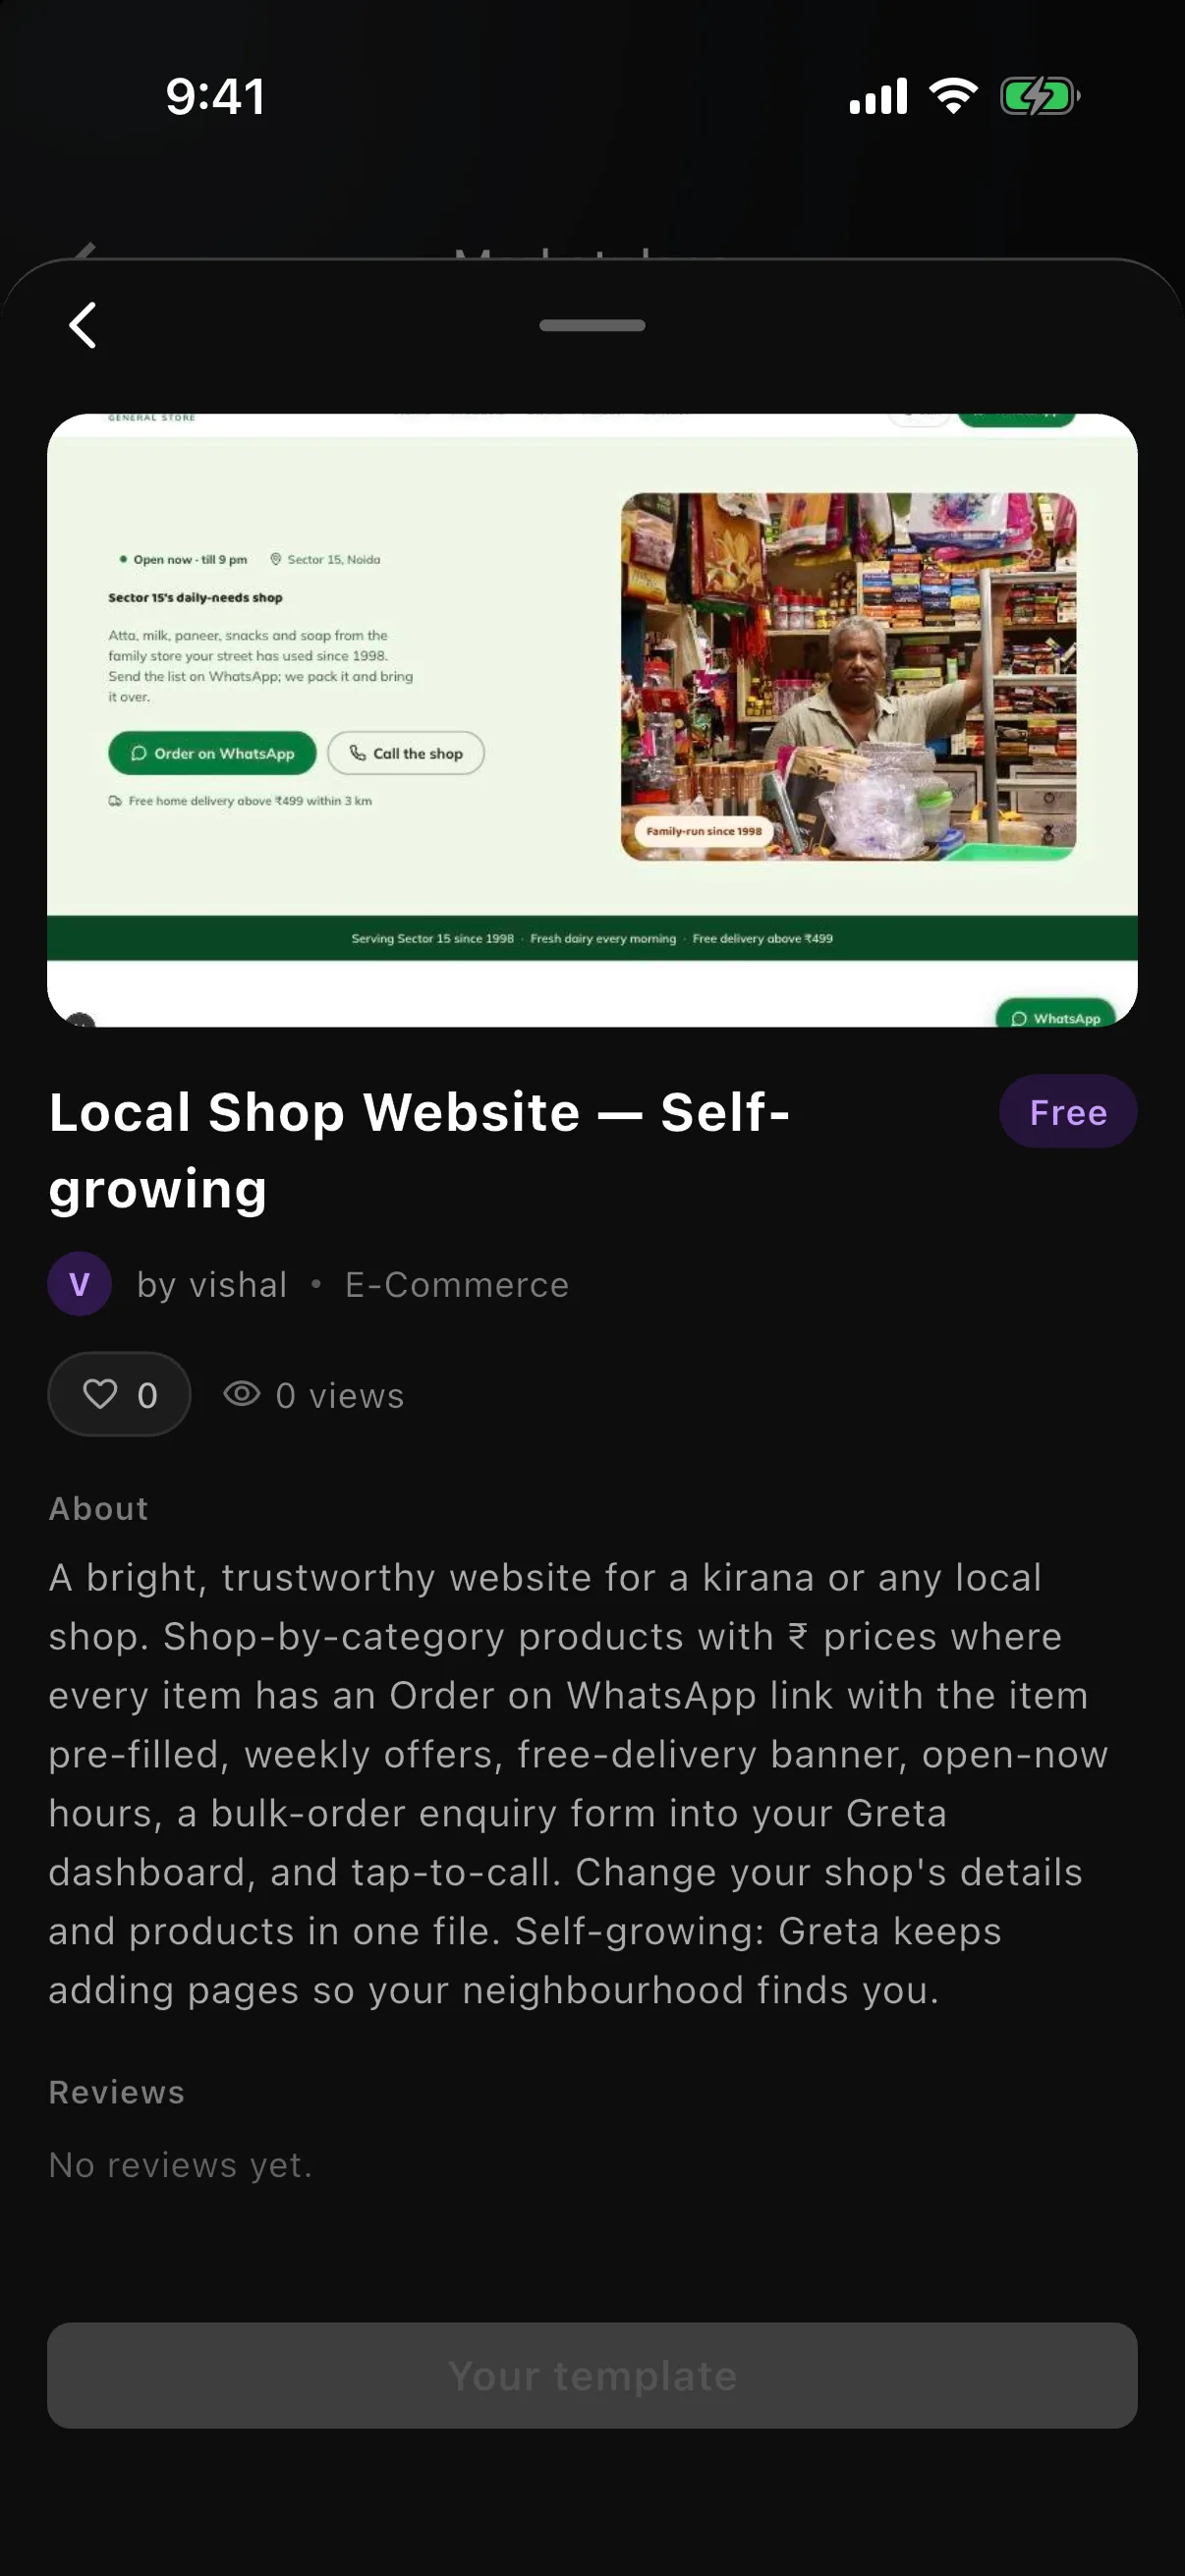 9:41
GENERAL STORE
Open now - till 9 pm
Sector 15, Noida
Sector 15's daily-needs shop
Atta, milk, paneer, snacks and soap from the
family store your street has used since 1998.
Send the list on WhatsApp; we pack it and bring
it over.
Order on WhatsApp
Call the shop
Free home delivery above ₹499 within 3 km
Family-run since 1998
Serving Sector 15 since 1998 · Fresh dairy every morning · Free delivery above ₹499
WhatsApp
Local Shop Website — Self-
growing
Free
V
by vishal • E-Commerce
0
0 views
About
A bright, trustworthy website for a kirana or any local
shop. Shop-by-category products with ₹ prices where
every item has an Order on WhatsApp link with the item
pre-filled, weekly offers, free-delivery banner, open-now
hours, a bulk-order enquiry form into your Greta
dashboard, and tap-to-call. Change your shop's details
and products in one file. Self-growing: Greta keeps
adding pages so your neighbourhood finds you.
Reviews
No reviews yet.
Your template